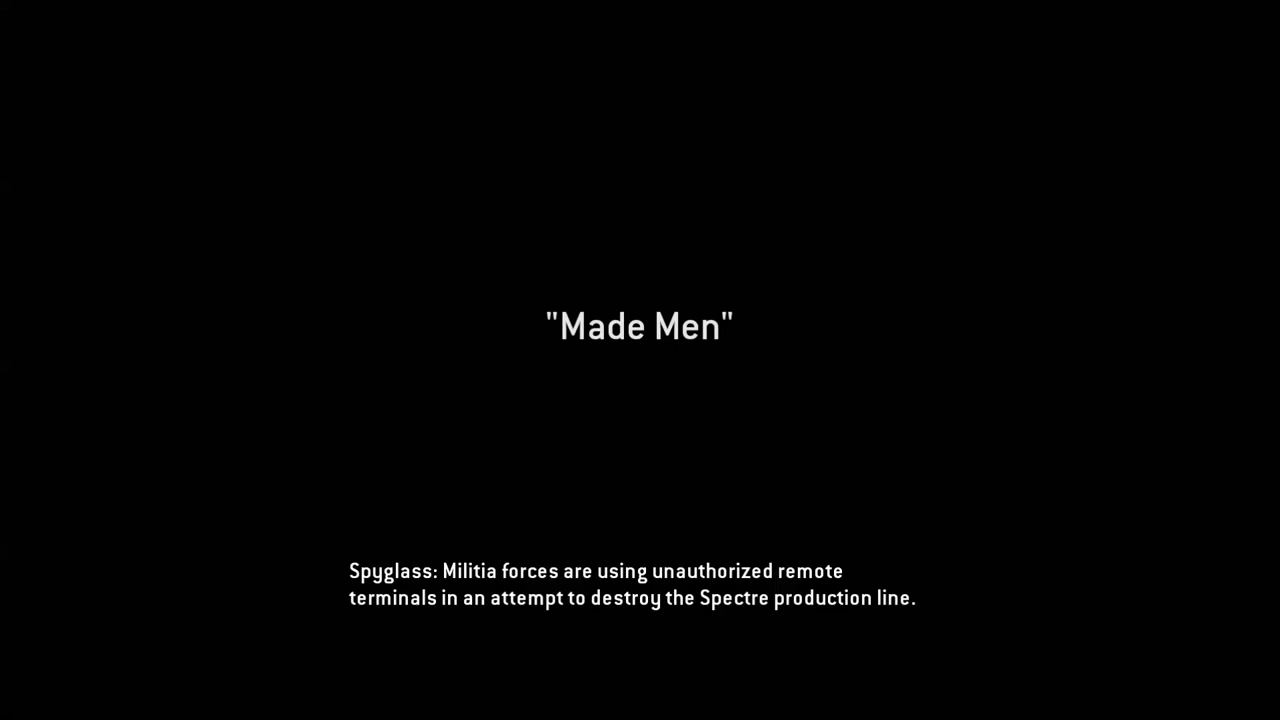 "Made Men"
Spyglass: Militia forces are using unauthorized remote
terminals in an attempt to destroy the Spectre production line.